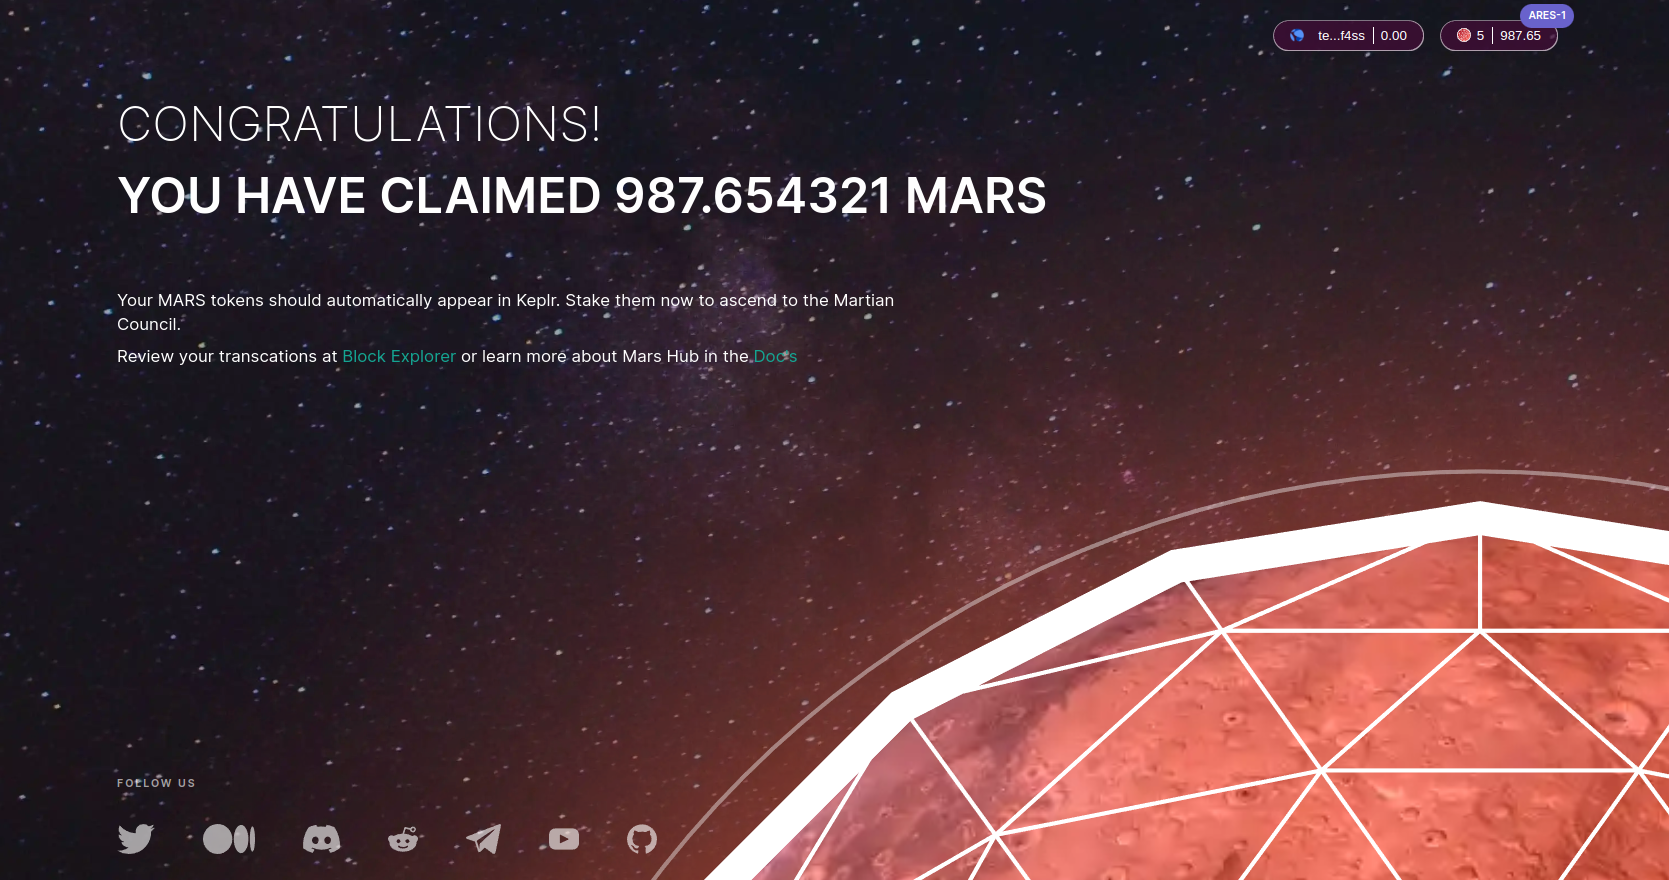 ARES-1
te...f4ss 0.00
5 987.65
CONGRATULATIONS!
YOU HAVE CLAIMED 987.654321 MARS
Your MARS tokens should automatically appear in Keplr. Stake them now to ascend to the Martian
Council.
Review your transcations at Block Explorer or learn more about Mars Hub in the Doc's
FOLLOW US